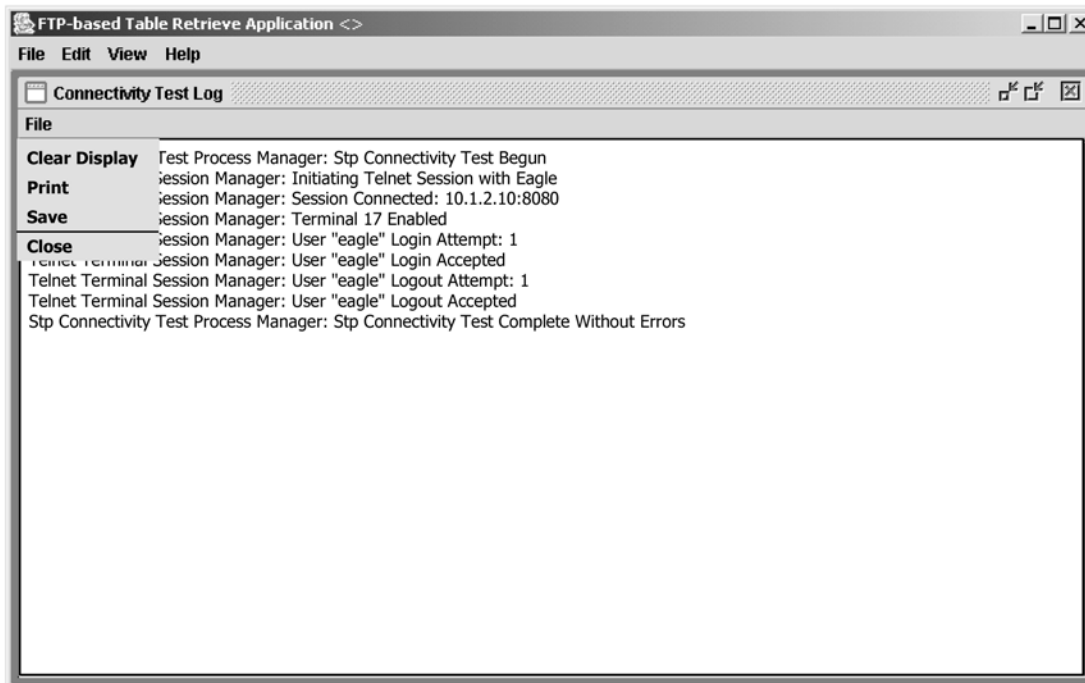 FTP-based Table Retrieve Application <>
File Edit View Help
Connectivity Test Log
File
Clear Display
Print
Save
Close
Test Process Manager: Stp Connectivity Test Begun
Session Manager: Initiating Telnet Session with Eagle
Session Manager: Session Connected: 10.1.2.10:8080
Session Manager: Terminal 17 Enabled
Session Manager: User "eagle" Login Attempt: 1
Telnet Terminal Session Manager: User "eagle" Login Accepted
Telnet Terminal Session Manager: User "eagle" Logout Attempt: 1
Telnet Terminal Session Manager: User "eagle" Logout Accepted
Stp Connectivity Test Process Manager: Stp Connectivity Test Complete Without Errors